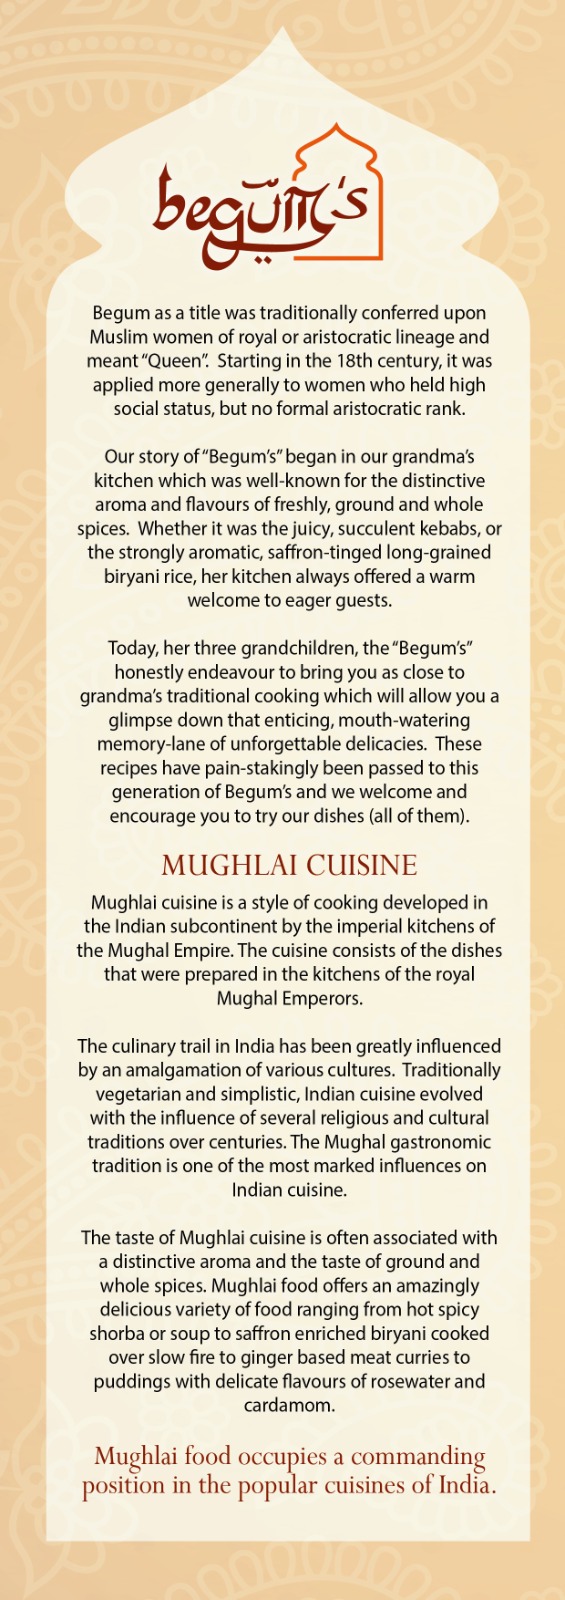 begum's
Begum as a title was traditionally conferred upon
Muslim women of royal or aristocratic lineage and
meant “Queen”.  Starting in the 18th century, it was
applied more generally to women who held high
social status, but no formal aristocratic rank.
Our story of “Begum’s” began in our grandma’s
kitchen which was well-known for the distinctive
aroma and flavours of freshly, ground and whole
spices.  Whether it was the juicy, succulent kebabs, or
the strongly aromatic, saffron-tinged long-grained
biryani rice, her kitchen always offered a warm
welcome to eager guests.
Today, her three grandchildren, the “Begum’s”
honestly endeavour to bring you as close to
grandma’s traditional cooking which will allow you a
glimpse down that enticing, mouth-watering
memory-lane of unforgettable delicacies.  These
recipes have pain-stakingly been passed to this
generation of Begum’s and we welcome and
encourage you to try our dishes (all of them).
MUGHLAI CUISINE
Mughlai cuisine is a style of cooking developed in
the Indian subcontinent by the imperial kitchens of
the Mughal Empire. The cuisine consists of the dishes
that were prepared in the kitchens of the royal
Mughal Emperors.
The culinary trail in India has been greatly influenced
by an amalgamation of various cultures.  Traditionally
vegetarian and simplistic, Indian cuisine evolved
with the influence of several religious and cultural
traditions over centuries. The Mughal gastronomic
tradition is one of the most marked influences on
Indian cuisine.
The taste of Mughlai cuisine is often associated with
a distinctive aroma and the taste of ground and
whole spices. Mughlai food offers an amazingly
delicious variety of food ranging from hot spicy
shorba or soup to saffron enriched biryani cooked
over slow fire to ginger based meat curries to
puddings with delicate flavours of rosewater and
cardamom.
Mughlai food occupies a commanding
position in the popular cuisines of India.